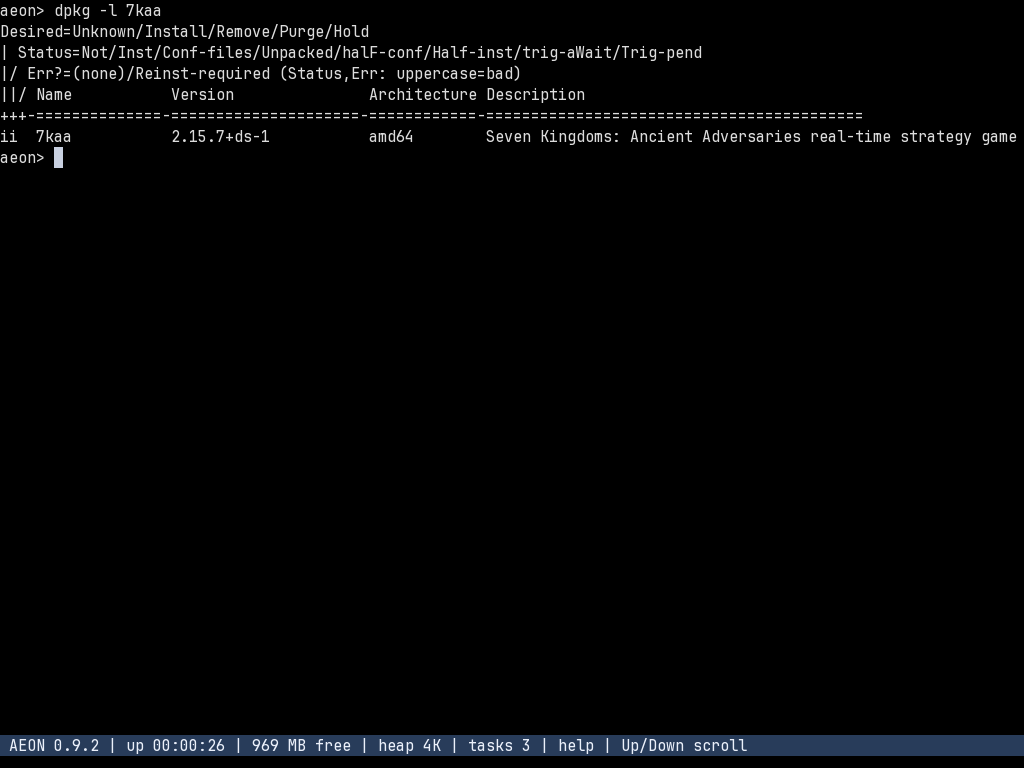 aeon> dpkg -l 7kaa
Desired=Unknown/Install/Remove/Purge/Hold
| Status=Not/Inst/Conf-files/Unpacked/halF-conf/Half-inst/trig-aWait/Trig-pend
|/ Err?=(none)/Reinst-required (Status,Err: uppercase=bad)
||/ Name           Version               Architecture Description
+++-==============-=====================-============-==========================================
ii  7kaa           2.15.7+ds-1           amd64        Seven Kingdoms: Ancient Adversaries real-time strategy game
aeon>
AEON 0.9.2 | up 00:00:26 | 969 MB free | heap 4K | tasks 3 | help | Up/Down scroll